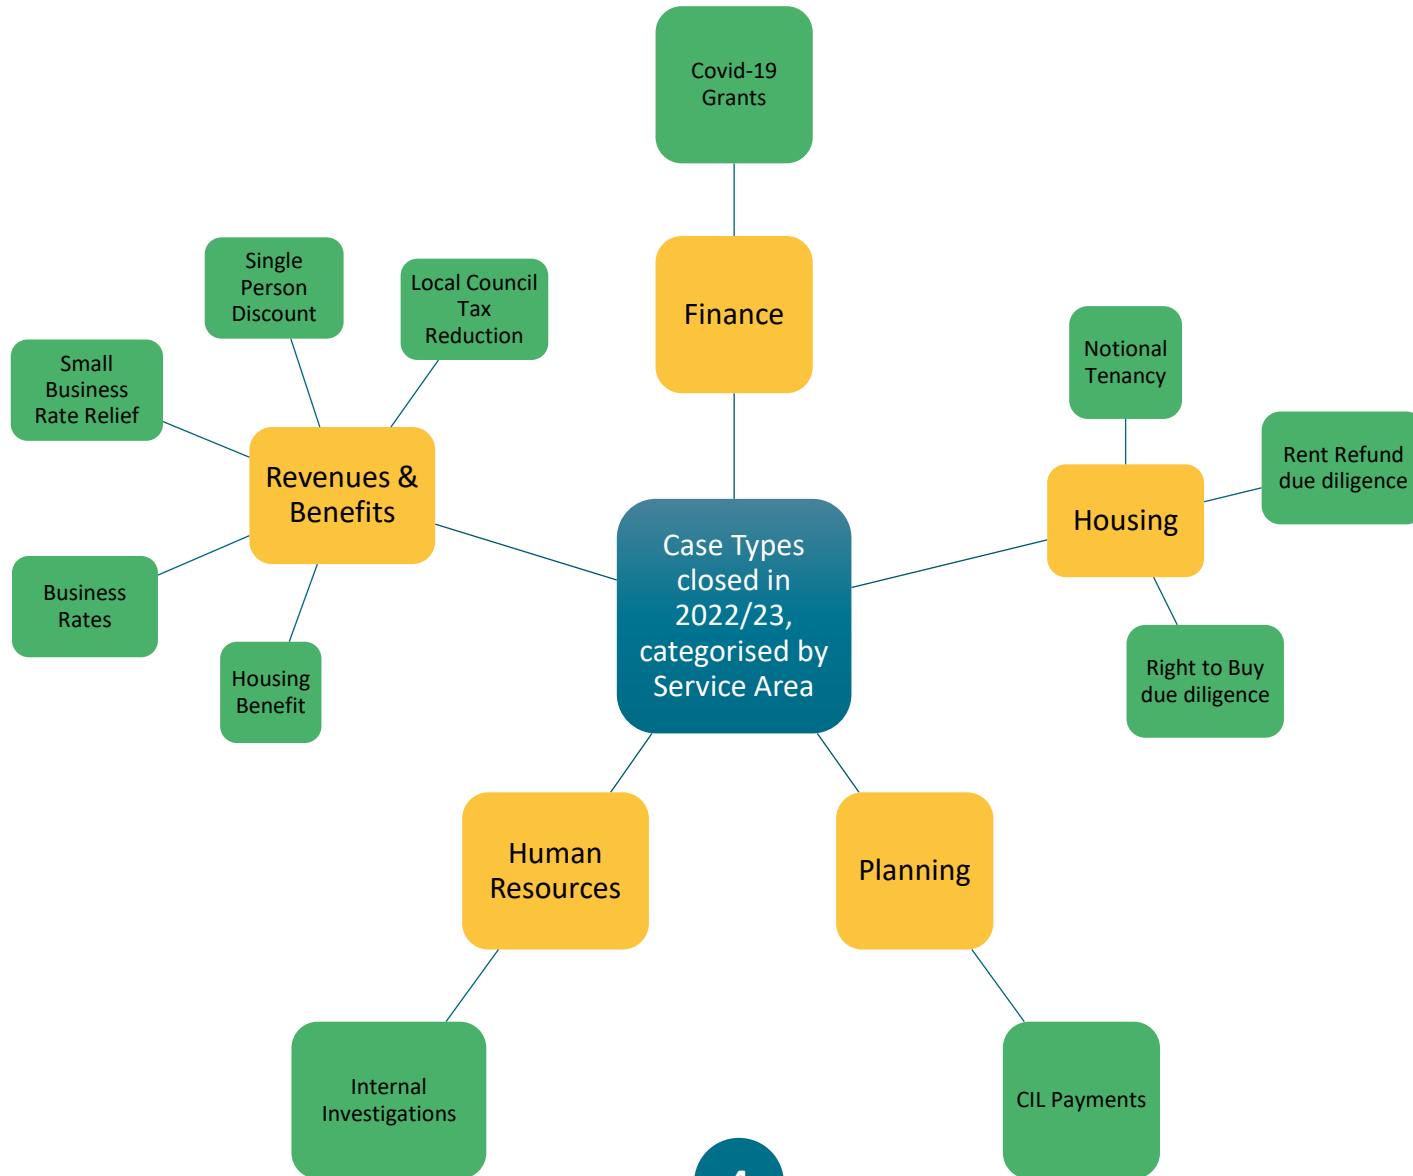 Covid-19
Grants
Finance
Single
Person
Discount
Local Council
Tax
Reduction
Small
Business
Rate Relief
Revenues &
Benefits
Business
Rates
Housing
Benefit
Notional
Tenancy
Rent Refund
due diligence
Housing
Right to Buy
due diligence
Case Types
closed in
2022/23,
categorised by
Service Area
Human
Resources
Planning
Internal
Investigations
CIL Payments